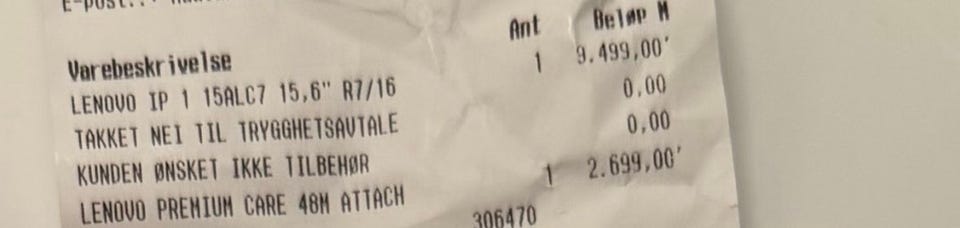 E-post.:
Varebeskrivelse Ant Beløp M
LENOVO IP 1 15ALC7 15,6" R7/16 1 9.499,00'
TAKKET NEI TIL TRYGGHETSAVTALE 0,00
KUNDEN ØNSKET IKKE TILBEHØR 0,00
LENOVO PREMIUM CARE 48M ATTACH 1 2.699,00'
306470